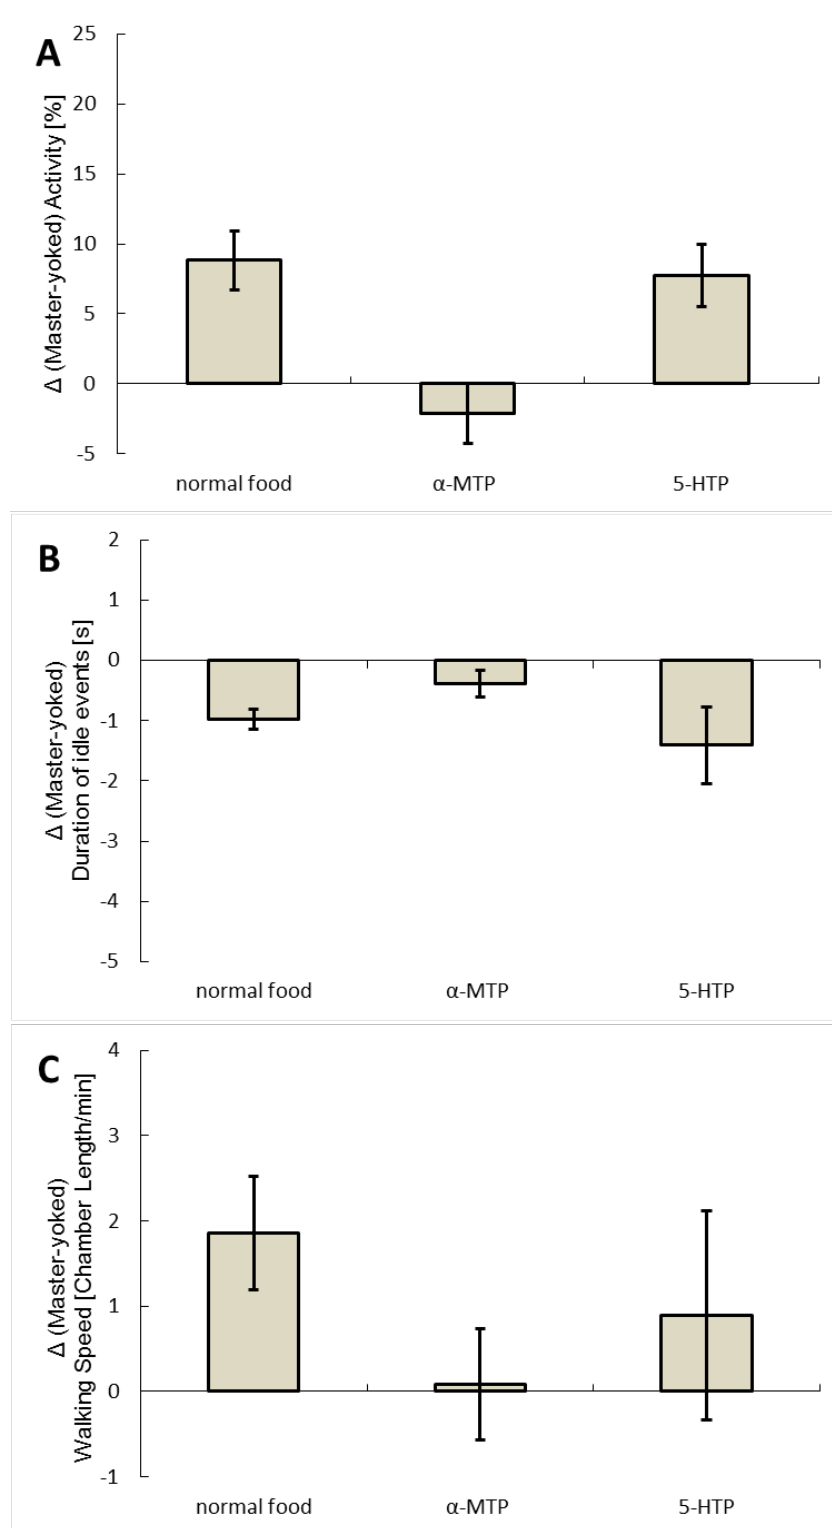 A
Δ (Master-yoked) Activity [%]
25
20
15
10
5
0
-5
normal food α-MTP 5-HTP
B
Δ (Master-yoked)
Duration of idle events [s]
2
1
0
-1
-2
-3
-4
-5
normal food α-MTP 5-HTP
C
Δ (Master-yoked)
Walking Speed [Chamber Length/min]
4
3
2
1
0
-1
normal food α-MTP 5-HTP